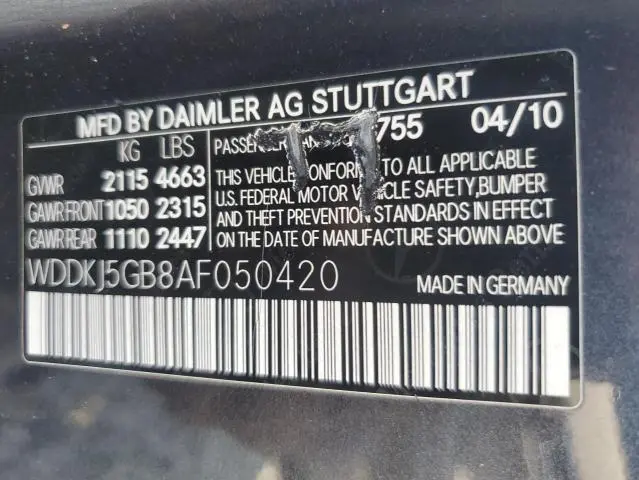 MFD BY DAIMLER AG STUTTGART
KG LBS PASSENGER 755 04/10
GVWR 2115 4663 THIS VEHICLE CONFORMS TO ALL APPLICABLE
GAWR FRONT 1050 2315 U.S. FEDERAL MOTOR VEHICLE SAFETY, BUMPER
GAWR REAR 1110 2447 AND THEFT PREVENTION STANDARDS IN EFFECT
ON THE DATE OF MANUFACTURE SHOWN ABOVE
WDDKJ5GB8AF050420 MADE IN GERMANY